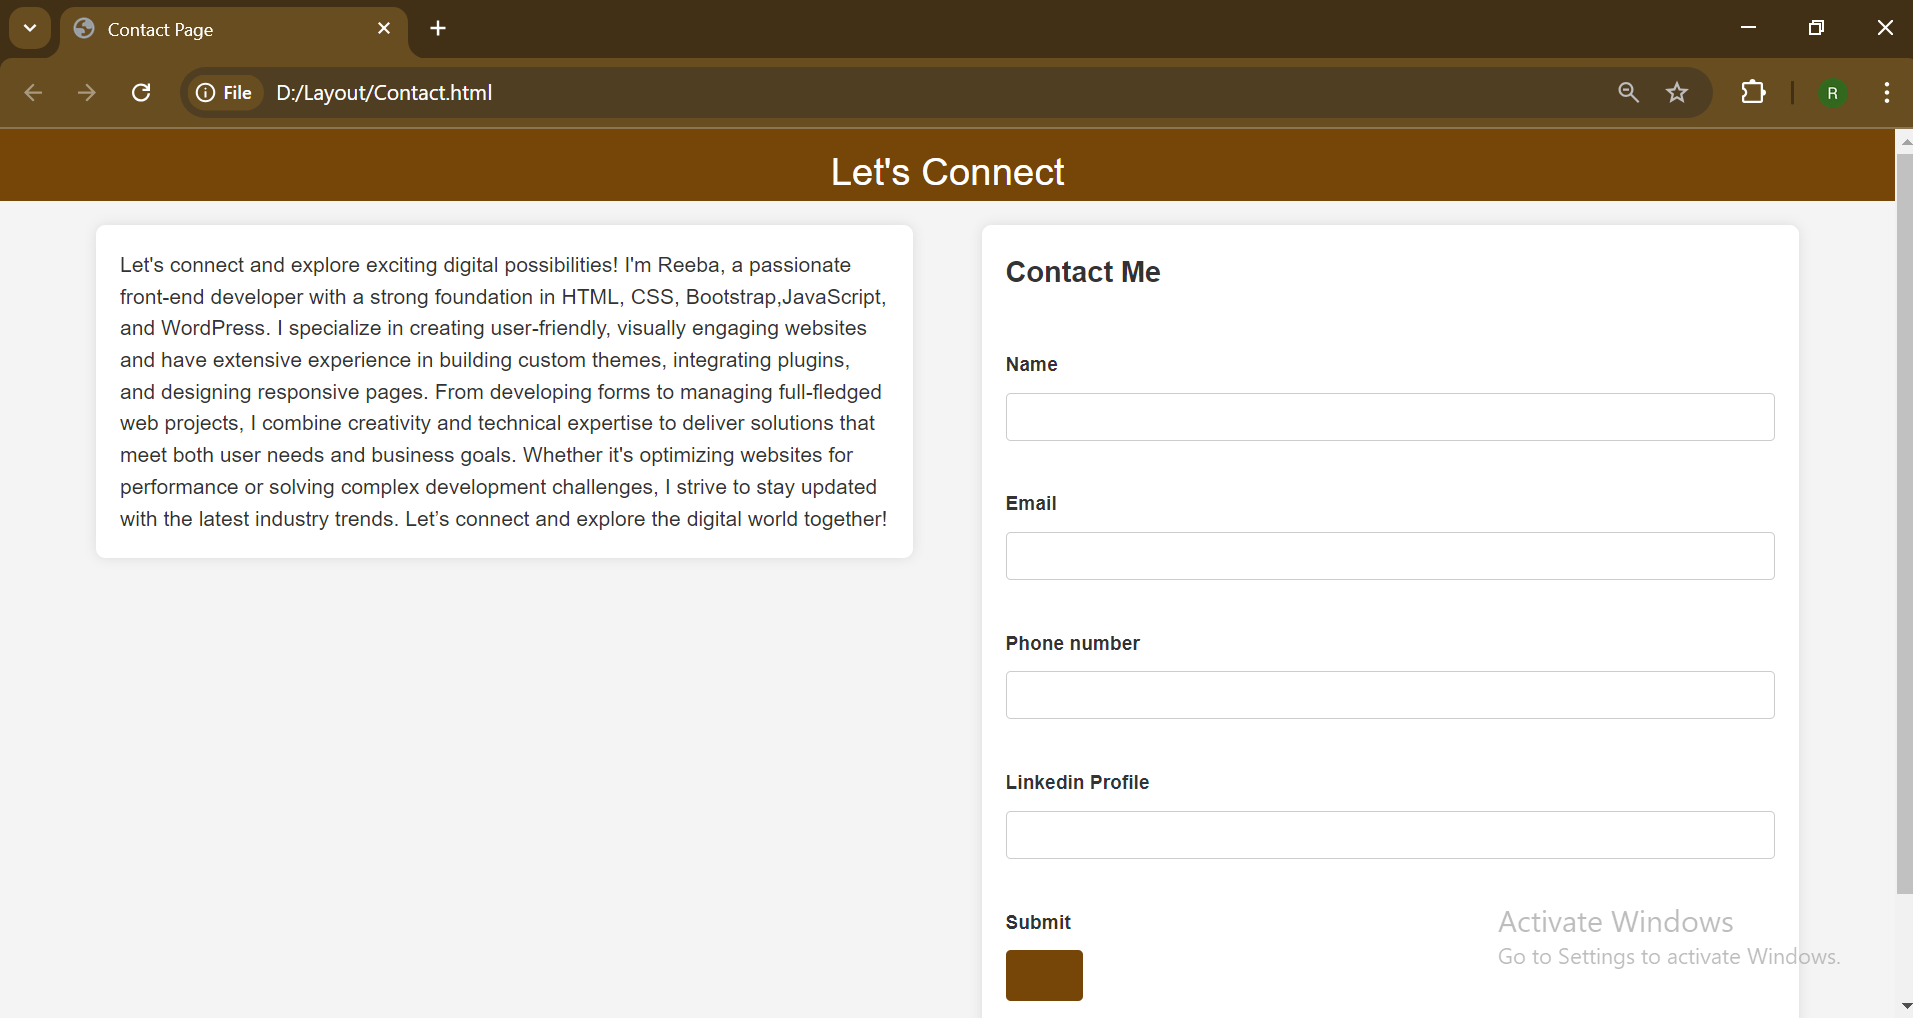 Contact Page
File
D:/Layout/Contact.html
R
Let's Connect
Let's connect and explore exciting digital possibilities! I'm Reeba, a passionate
front-end developer with a strong foundation in HTML, CSS, Bootstrap,JavaScript,
and WordPress. I specialize in creating user-friendly, visually engaging websites
and have extensive experience in building custom themes, integrating plugins,
and designing responsive pages. From developing forms to managing full-fledged
web projects, I combine creativity and technical expertise to deliver solutions that
meet both user needs and business goals. Whether it's optimizing websites for
performance or solving complex development challenges, I strive to stay updated
with the latest industry trends. Let’s connect and explore the digital world together!
Contact Me
Name
Email
Phone number
Linkedin Profile
Submit
Activate Windows
Go to Settings to activate Windows.